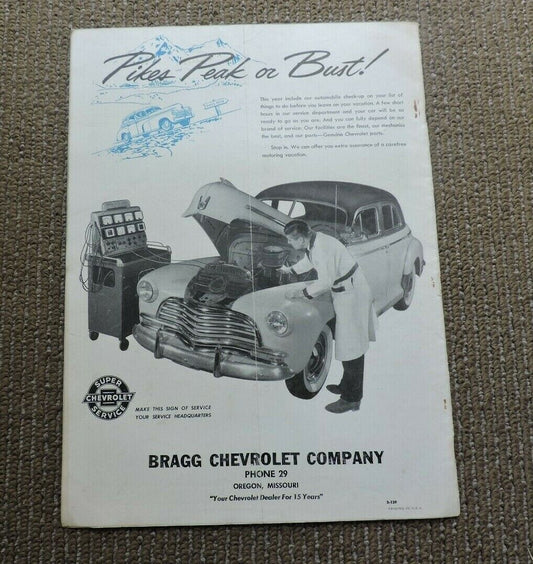 Pikes Peak or Bust!
This year include our automobile check-up on your list of
things to do before you leave on your vacation. A few short
hours in our service department and your car will be as
ready to go as you are. And you can fully depend on our
brand of service. Our facilities are the finest, our mechanics
the best, and our parts—Genuine Chevrolet parts.
Stop in. We can offer you extra assurance of a carefree
motoring vacation.
SUPER
CHEVROLET
SERVICE
MAKE THIS SIGN OF SERVICE
YOUR SERVICE HEADQUARTERS
BRAGG CHEVROLET COMPANY
PHONE 29
OREGON, MISSOURI
"Your Chevrolet Dealer For 15 Years"